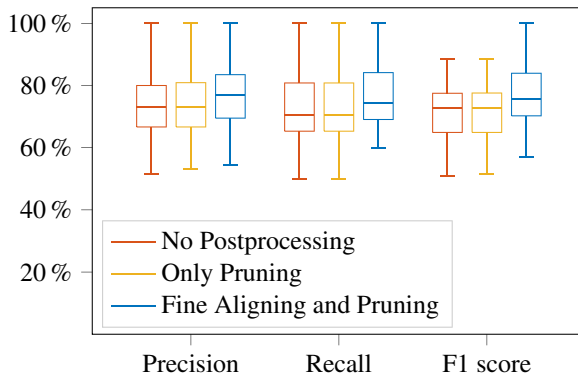 100 %
80 %
60 %
40 %
20 %
No Postprocessing
Only Pruning
Fine Aligning and Pruning
Precision
Recall
F1 score